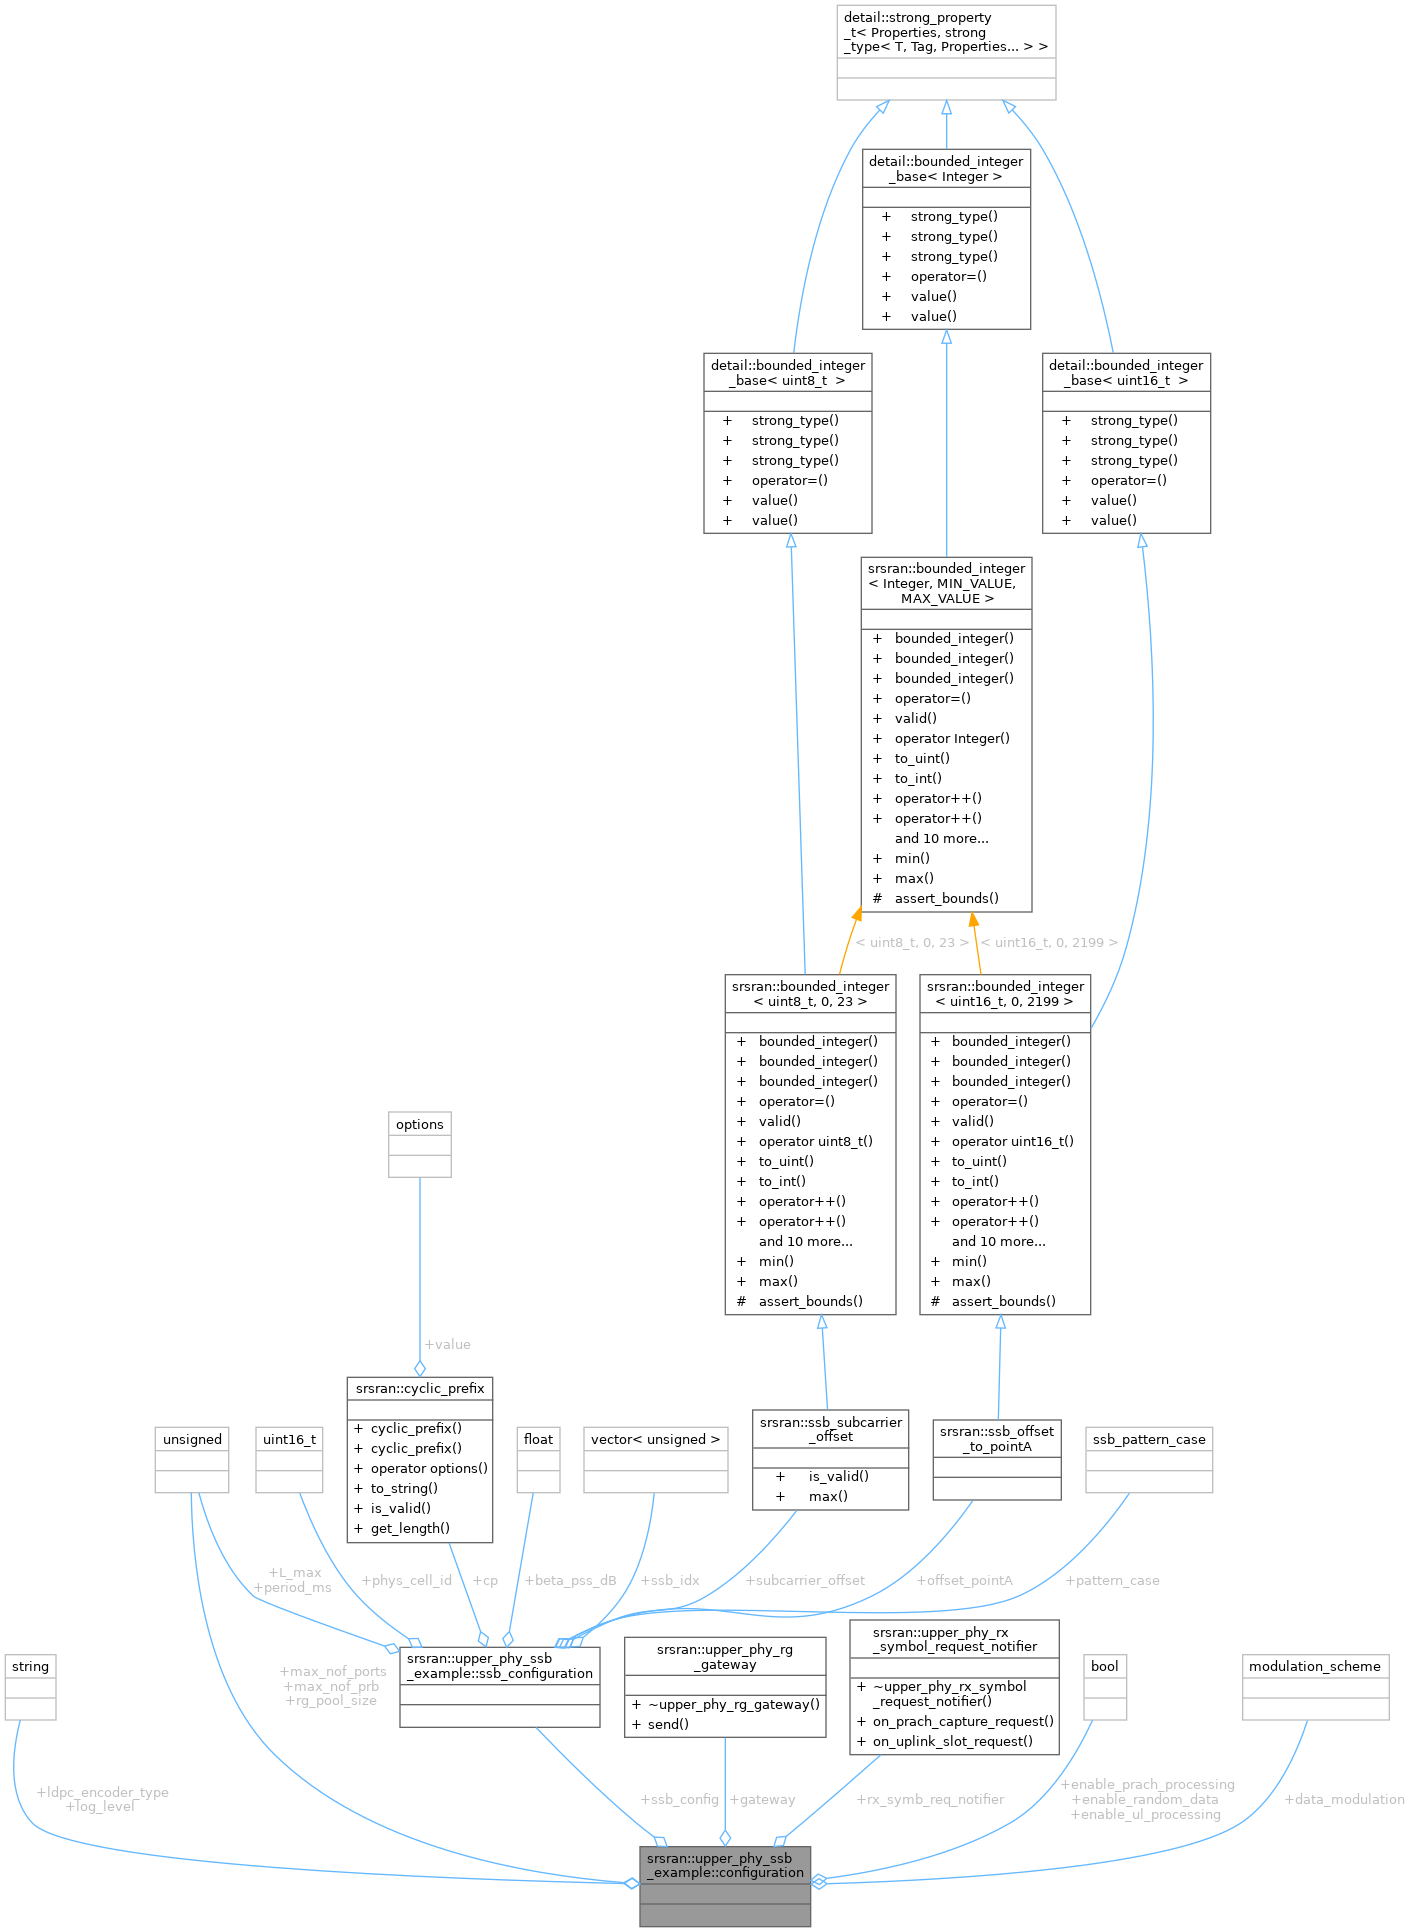 detail::strong_property
_t< Properties, strong
_type< T, Tag, Properties... > >
detail::bounded_integer
_base< Integer >
+ strong_type()
+ strong_type()
+ strong_type()
+ operator=()
+ value()
+ value()
detail::bounded_integer
_base< uint8_t >
+ strong_type()
+ strong_type()
+ strong_type()
+ operator=()
+ value()
+ value()
detail::bounded_integer
_base< uint16_t >
+ strong_type()
+ strong_type()
+ strong_type()
+ operator=()
+ value()
+ value()
srsran::bounded_integer
< Integer, MIN_VALUE,
MAX_VALUE >
+ bounded_integer()
+ bounded_integer()
+ bounded_integer()
+ operator=()
+ valid()
+ operator Integer()
+ to_uint()
+ to_int()
+ operator++()
+ operator++()
and 10 more...
+ min()
+ max()
# assert_bounds()
< uint8_t, 0, 23 >
< uint16_t, 0, 2199 >
srsran::bounded_integer
< uint8_t, 0, 23 >
+ bounded_integer()
+ bounded_integer()
+ bounded_integer()
+ operator=()
+ valid()
+ operator uint8_t()
+ to_uint()
+ to_int()
+ operator++()
+ operator++()
and 10 more...
+ min()
+ max()
# assert_bounds()
srsran::bounded_integer
< uint16_t, 0, 2199 >
+ bounded_integer()
+ bounded_integer()
+ bounded_integer()
+ operator=()
+ valid()
+ operator uint16_t()
+ to_uint()
+ to_int()
+ operator++()
+ operator++()
and 10 more...
+ min()
+ max()
# assert_bounds()
options
+value
unsigned
uint16_t
srsran::cyclic_prefix
+ cyclic_prefix()
+ cyclic_prefix()
+ operator options()
+ to_string()
+ is_valid()
+ get_length()
float
vector< unsigned >
srsran::ssb_subcarrier
_offset
+ is_valid()
+ max()
srsran::ssb_offset
_to_pointA
ssb_pattern_case
+L_max
+period_ms
+phys_cell_id
+cp
+beta_pss_dB
+ssb_idx
+subcarrier_offset
+offset_pointA
+pattern_case
string
+max_nof_ports
+max_nof_prb
+rg_pool_size
srsran::upper_phy_ssb
_example::ssb_configuration
srsran::upper_phy_rg
_gateway
+ ~upper_phy_rg_gateway()
+ send()
srsran::upper_phy_rx
_symbol_request_notifier
+ ~upper_phy_rx_symbol
_request_notifier()
+ on_prach_capture_request()
+ on_uplink_slot_request()
bool
modulation_scheme
+ldpc_encoder_type
+log_level
+ssb_config
+gateway
+rx_symb_req_notifier
+enable_prach_processing
+enable_random_data
+enable_ul_processing
+data_modulation
srsran::upper_phy_ssb
_example::configuration